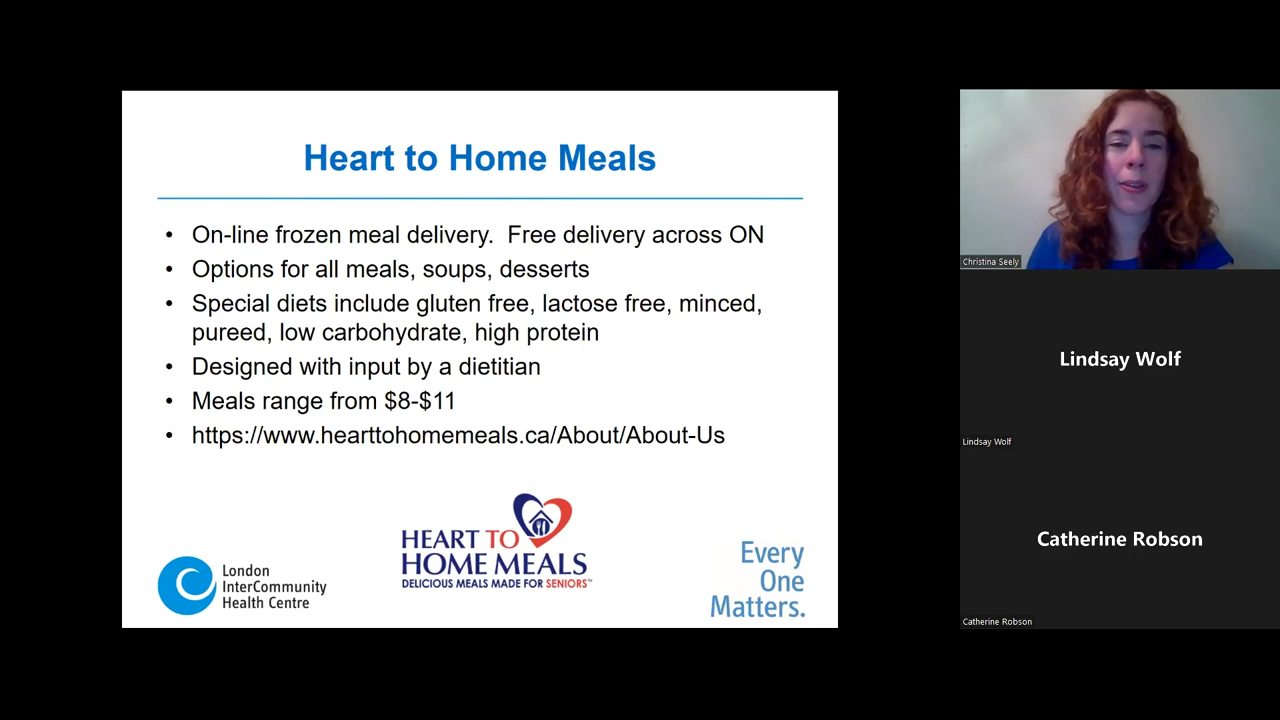 Heart to Home Meals
• On-line frozen meal delivery.  Free delivery across ON
• Options for all meals, soups, desserts
• Special diets include gluten free, lactose free, minced,
pureed, low carbohydrate, high protein
• Designed with input by a dietitian
• Meals range from $8-$11
• https://www.hearttohomemeals.ca/About/About-Us
London
InterCommunity
Health Centre
HEART TO
HOME MEALS
DELICIOUS MEALS MADE FOR SENIORS™
Every
One
Matters.
Christina Seely
Lindsay Wolf
Lindsay Wolf
Catherine Robson
Catherine Robson